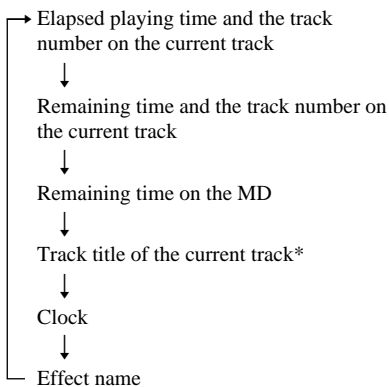 Elapsed playing time and the track
number on the current track
Remaining time and the track number on
the current track
Remaining time on the MD
Track title of the current track*
Clock
Effect name